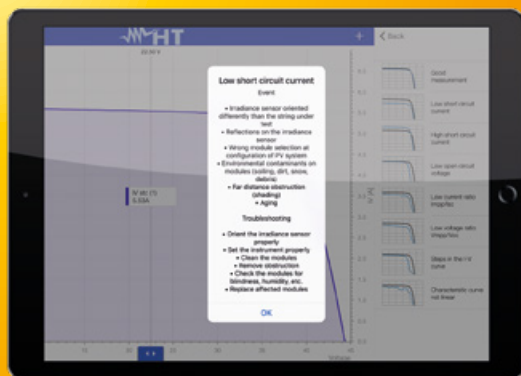 HT
Back
Low short circuit current
Event
• Irradiance sensor oriented
differently than the string under
test
• Reflections on the irradiance
sensor
• Wrong module selection at
configuration of PV system
• Environmental contaminants on
modules (soiling, dirt, snow,
debris)
• Far distance obstruction
(shading)
• Aging
Troubleshooting
• Orient the irradiance sensor
properly
• Set the instrument properly
• Clean the modules
• Remove obstruction
• Check the modules for
blindness, humidity, etc.
• Replace affected modules
OK
Good
measurement
Low short circuit
current
High short circuit
current
Low open circuit
voltage
Low current ratio
Low voltage ratio
Steps in the I-V
curve
Characteristic curve
not linear